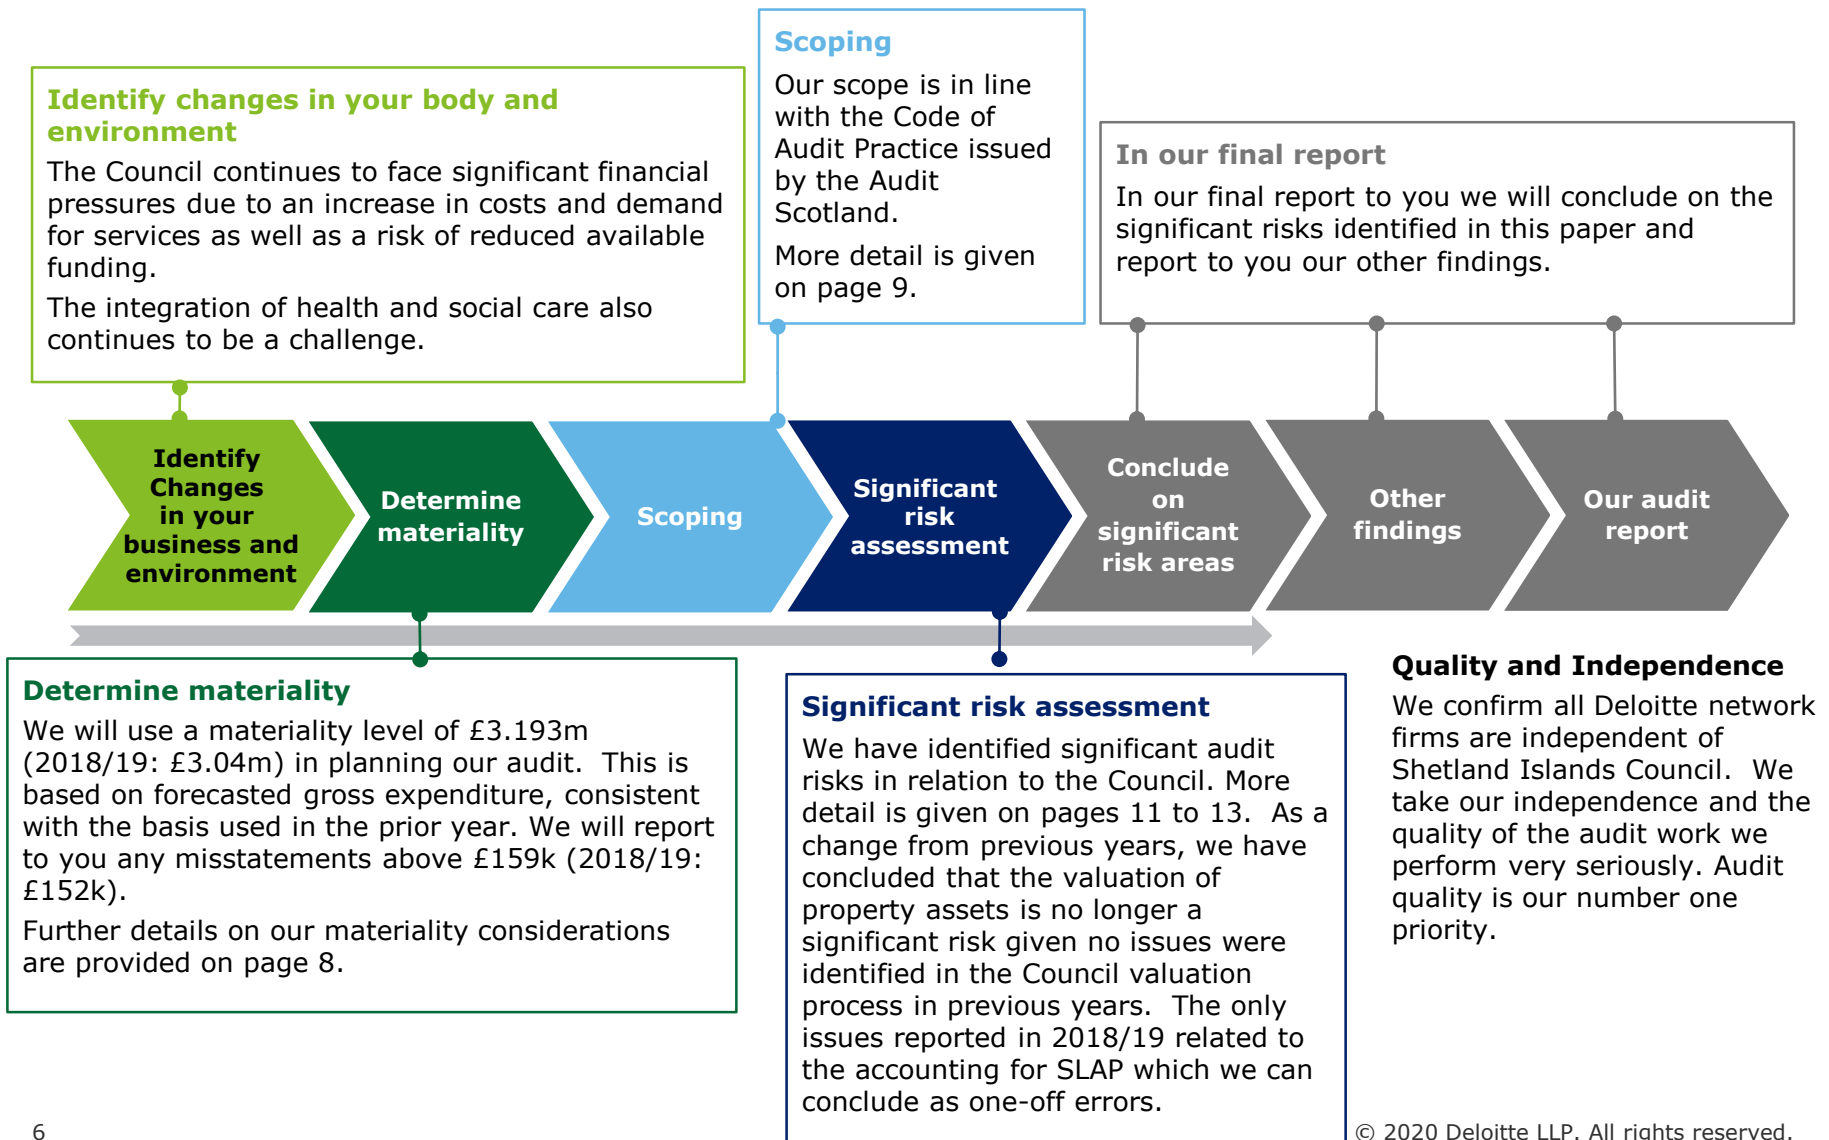 Identify changes in your body and
environment
The Council continues to face significant financial
pressures due to an increase in costs and demand
for services as well as a risk of reduced available
funding.
The integration of health and social care also
continues to be a challenge.
Scoping
Our scope is in line
with the Code of
Audit Practice issued
by the Audit
Scotland.
More detail is given
on page 9.
In our final report
In our final report to you we will conclude on the
significant risks identified in this paper and
report to you our other findings.
Identify
Changes
in your
business and
environment
Determine
materiality
Scoping
Significant
risk
assessment
Conclude
on
significant
risk areas
Other
findings
Our audit
report
Determine materiality
We will use a materiality level of £3.193m
(2018/19: £3.04m) in planning our audit.  This is
based on forecasted gross expenditure, consistent
with the basis used in the prior year. We will report
to you any misstatements above £159k (2018/19:
£152k).
Further details on our materiality considerations
are provided on page 8.
Significant risk assessment
We have identified significant audit
risks in relation to the Council. More
detail is given on pages 11 to 13.  As a
change from previous years, we have
concluded that the valuation of
property assets is no longer a
significant risk given no issues were
identified in the Council valuation
process in previous years.  The only
issues reported in 2018/19 related to
the accounting for SLAP which we can
conclude as one-off errors.
Quality and Independence
We confirm all Deloitte network
firms are independent of
Shetland Islands Council.  We
take our independence and the
quality of the audit work we
perform very seriously. Audit
quality is our number one
priority.
6
© 2020 Deloitte LLP. All rights reserved.